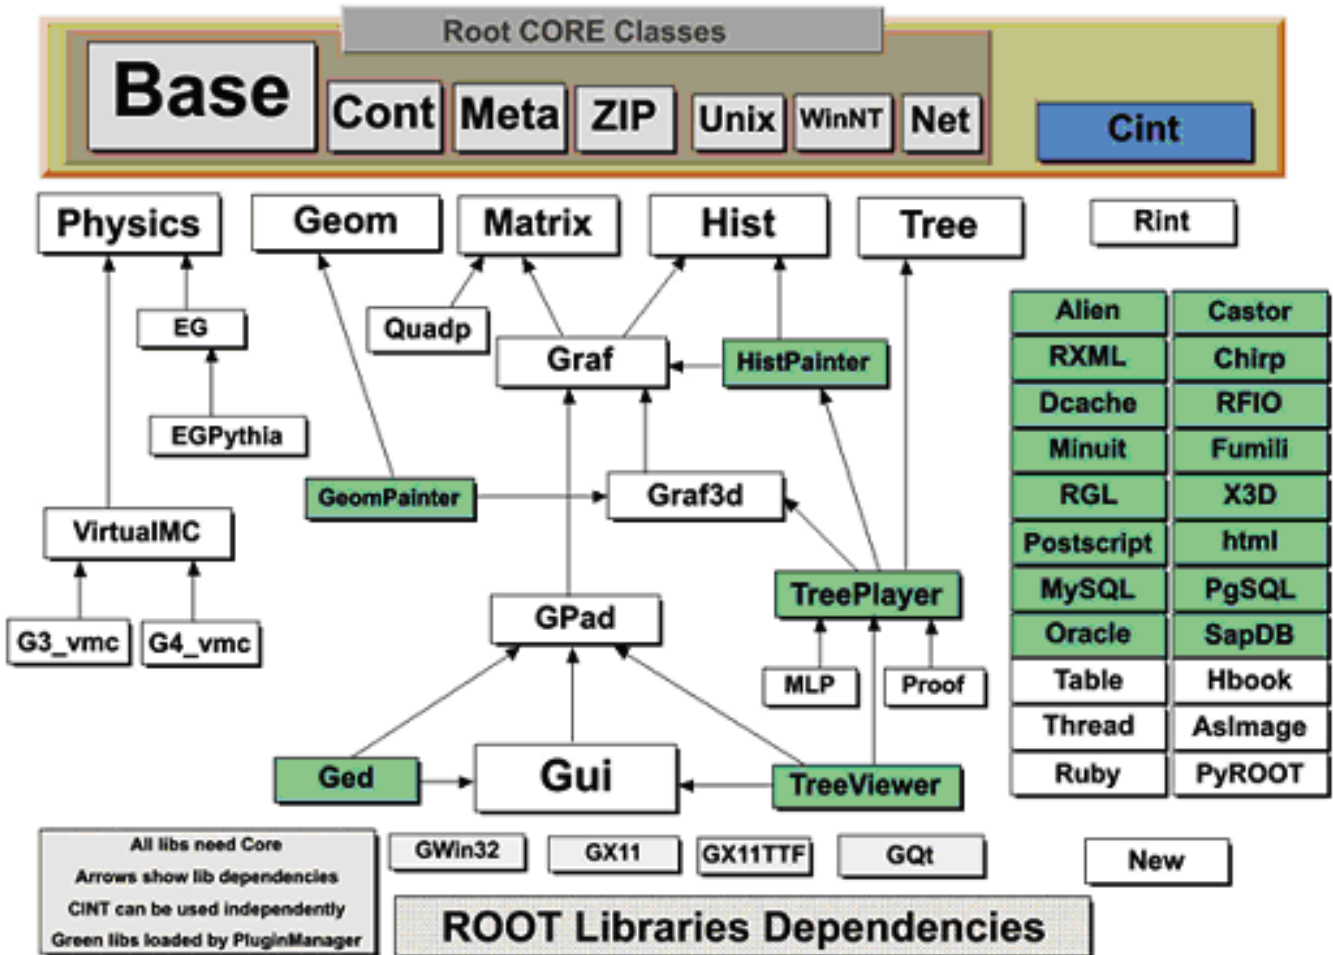 Root CORE Classes
Base
Cont
Meta
ZIP
Unix
WinNT
Net
Cint
Physics
Geom
Matrix
Hist
Tree
Rint
EG
Quadp
Graf
HistPainter
EGPythia
GeomPainter
Graf3d
VirtualMC
TreePlayer
GPad
G3_vmc
G4_vmc
MLP
Proof
Ged
Gui
TreeViewer
Alien
Castor
RXML
Chirp
Dcache
RFIO
Minuit
Fumili
RGL
X3D
Postscript
html
MySQL
PgSQL
Oracle
SapDB
Table
Hbook
Thread
AsImage
Ruby
PyROOT
All libs need Core
Arrows show lib dependencies
CINT can be used independently
Green libs loaded by PluginManager
GWin32
GX11
GX11TTF
GQt
New
ROOT Libraries Dependencies